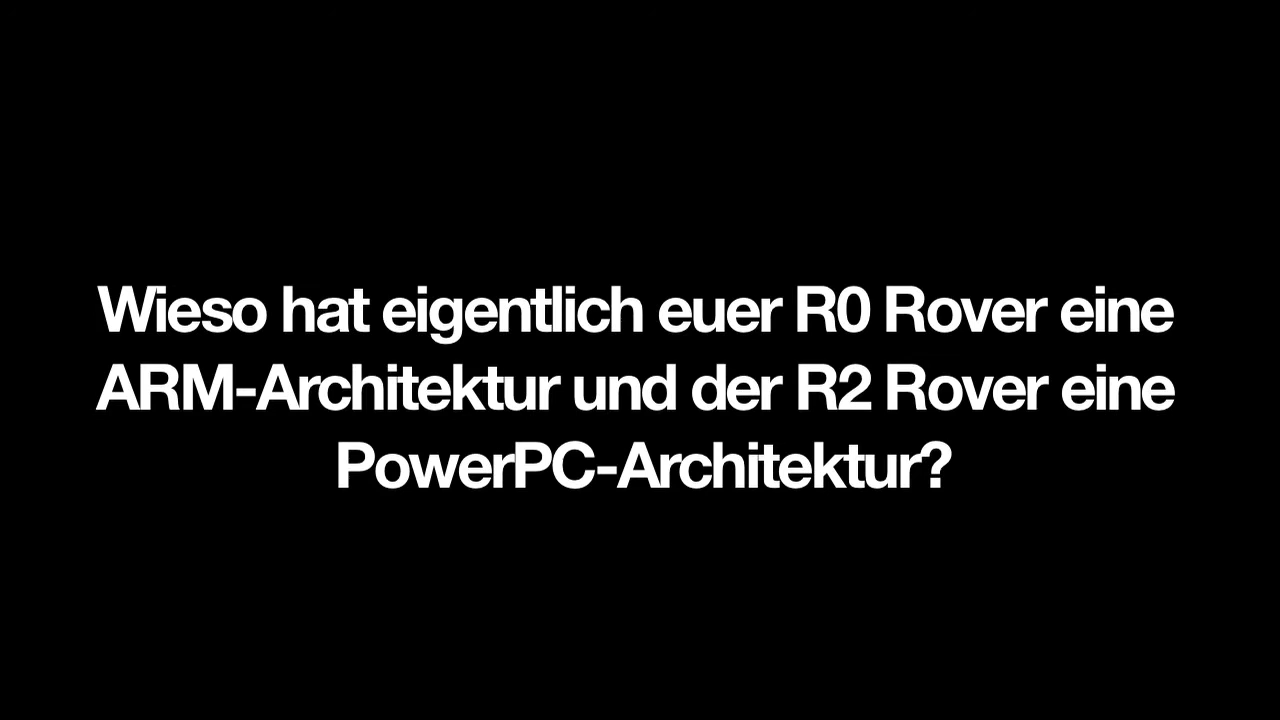 Wieso hat eigentlich euer R0 Rover eine
ARM-Architektur und der R2 Rover eine
PowerPC-Architektur?